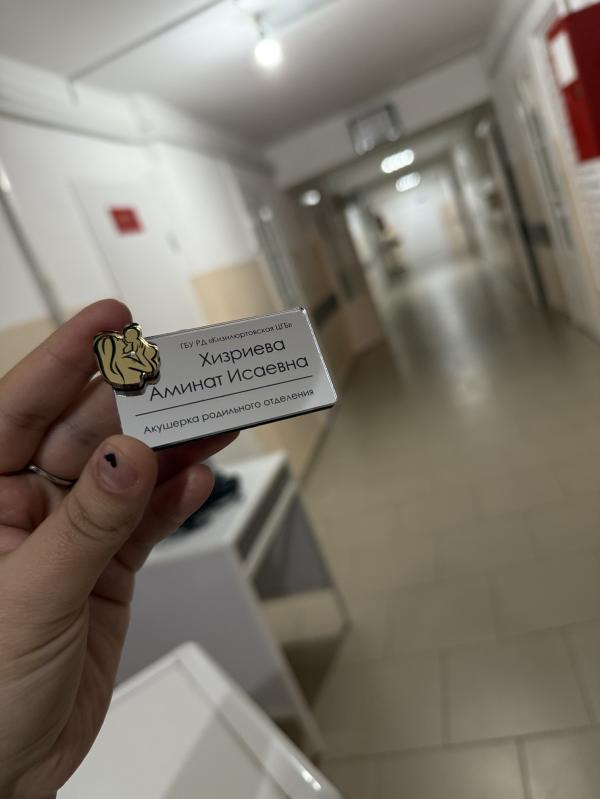 ГБУ РД «Кизилюртовская ЦГБ»
Хизриева
Аминат Исаевна
Акушерка родильного отделения